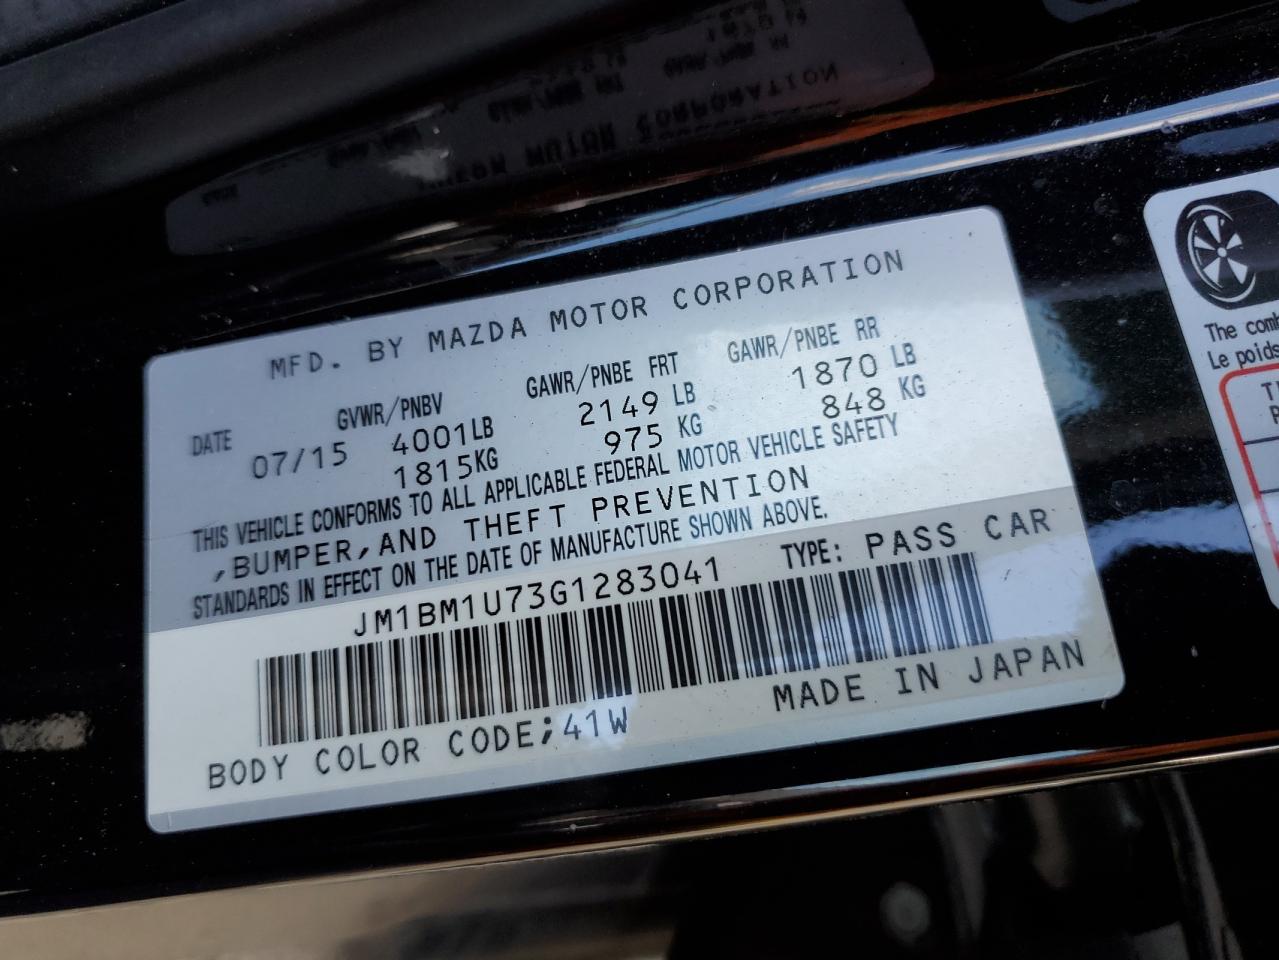 MFD. BY MAZDA MOTOR CORPORATION
DATE GVWR/PNBV GAWR/PNBE FRT GAWR/PNBE RR
07/15 4001LB 2149 LB 1870 LB
1815KG 975 KG 848 KG
THIS VEHICLE CONFORMS TO ALL APPLICABLE FEDERAL MOTOR VEHICLE SAFETY
,BUMPER,AND THEFT PREVENTION
STANDARDS IN EFFECT ON THE DATE OF MANUFACTURE SHOWN ABOVE.
JM1BM1U73G1283041 TYPE: PASS CAR
BODY COLOR CODE;41W MADE IN JAPAN
The
Le poids